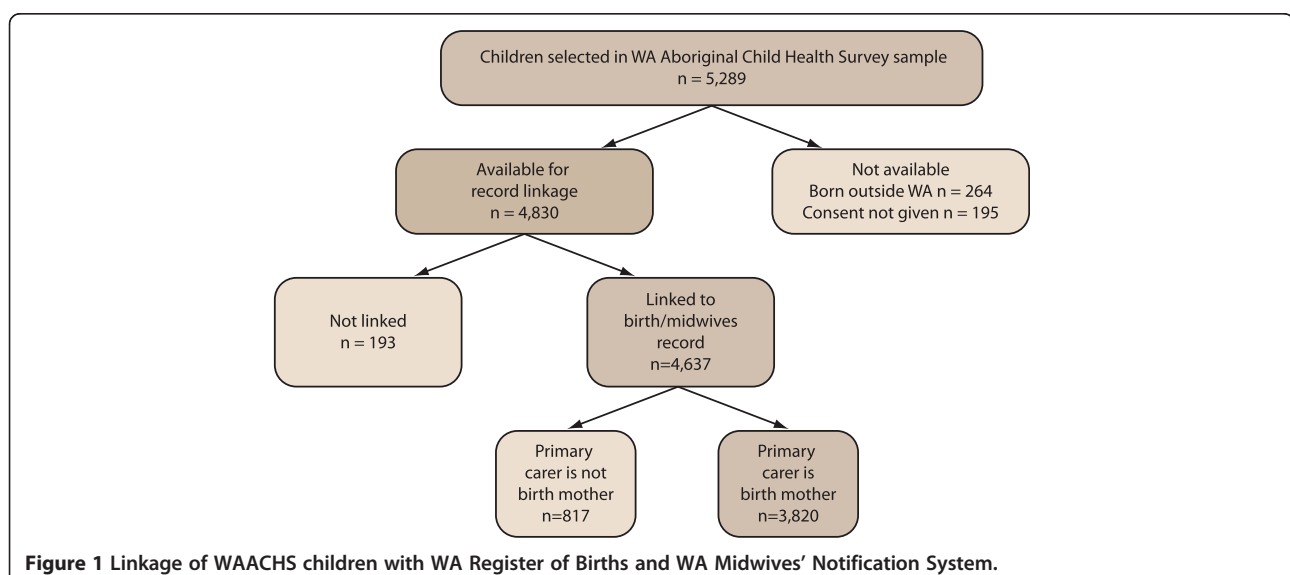 Children selected in WA Aboriginal Child Health Survey sample
n = 5,289
Available for
record linkage
n = 4,830
Not available
Born outside WA n = 264
Consent not given n = 195
Not linked
n = 193
Linked to
birth/midwives
record
n=4,637
Primary
carer is not
birth mother
n=817
Primary
carer is
birth mother
n=3,820
Figure 1 Linkage of WAACHS children with WA Register of Births and WA Midwives’ Notification System.